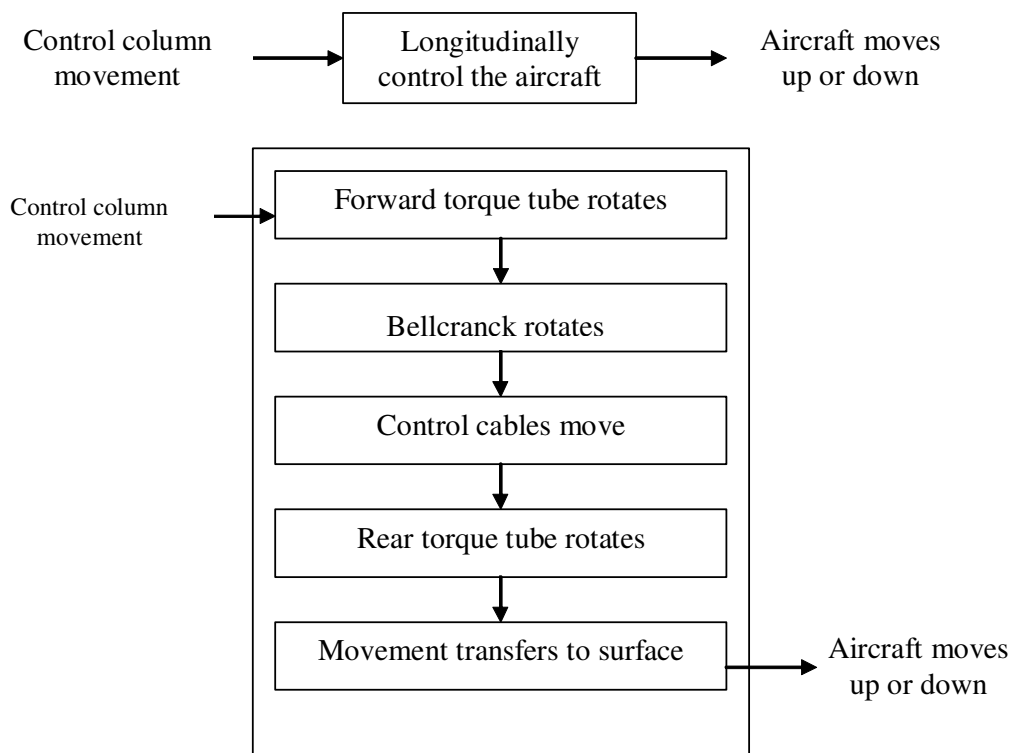 Control column
movement
Longitudinally
control the aircraft
Aircraft moves
up or down
Control column
movement
Forward torque tube rotates
Bellcranck rotates
Control cables move
Rear torque tube rotates
Movement transfers to surface
Aircraft moves
up or down